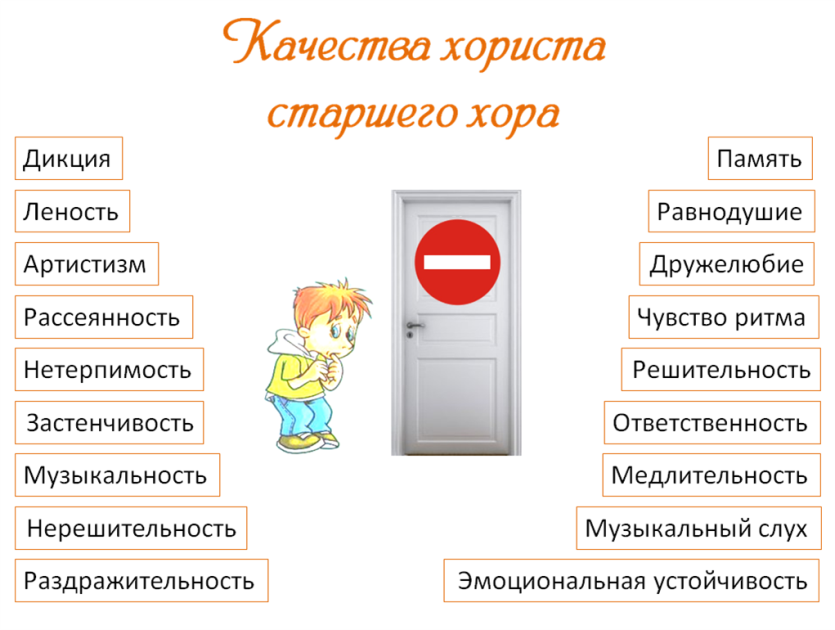 Качества хориста
старшего хора
Дикция
Память
Леность
Равнодушие
Артистизм
Дружелюбие
Рассеянность
Чувство ритма
Нетерпимость
Решительность
Застенчивость
Ответственность
Музыкальность
Медлительность
Нерешительность
Музыкальный слух
Раздражительность
Эмоциональная устойчивость